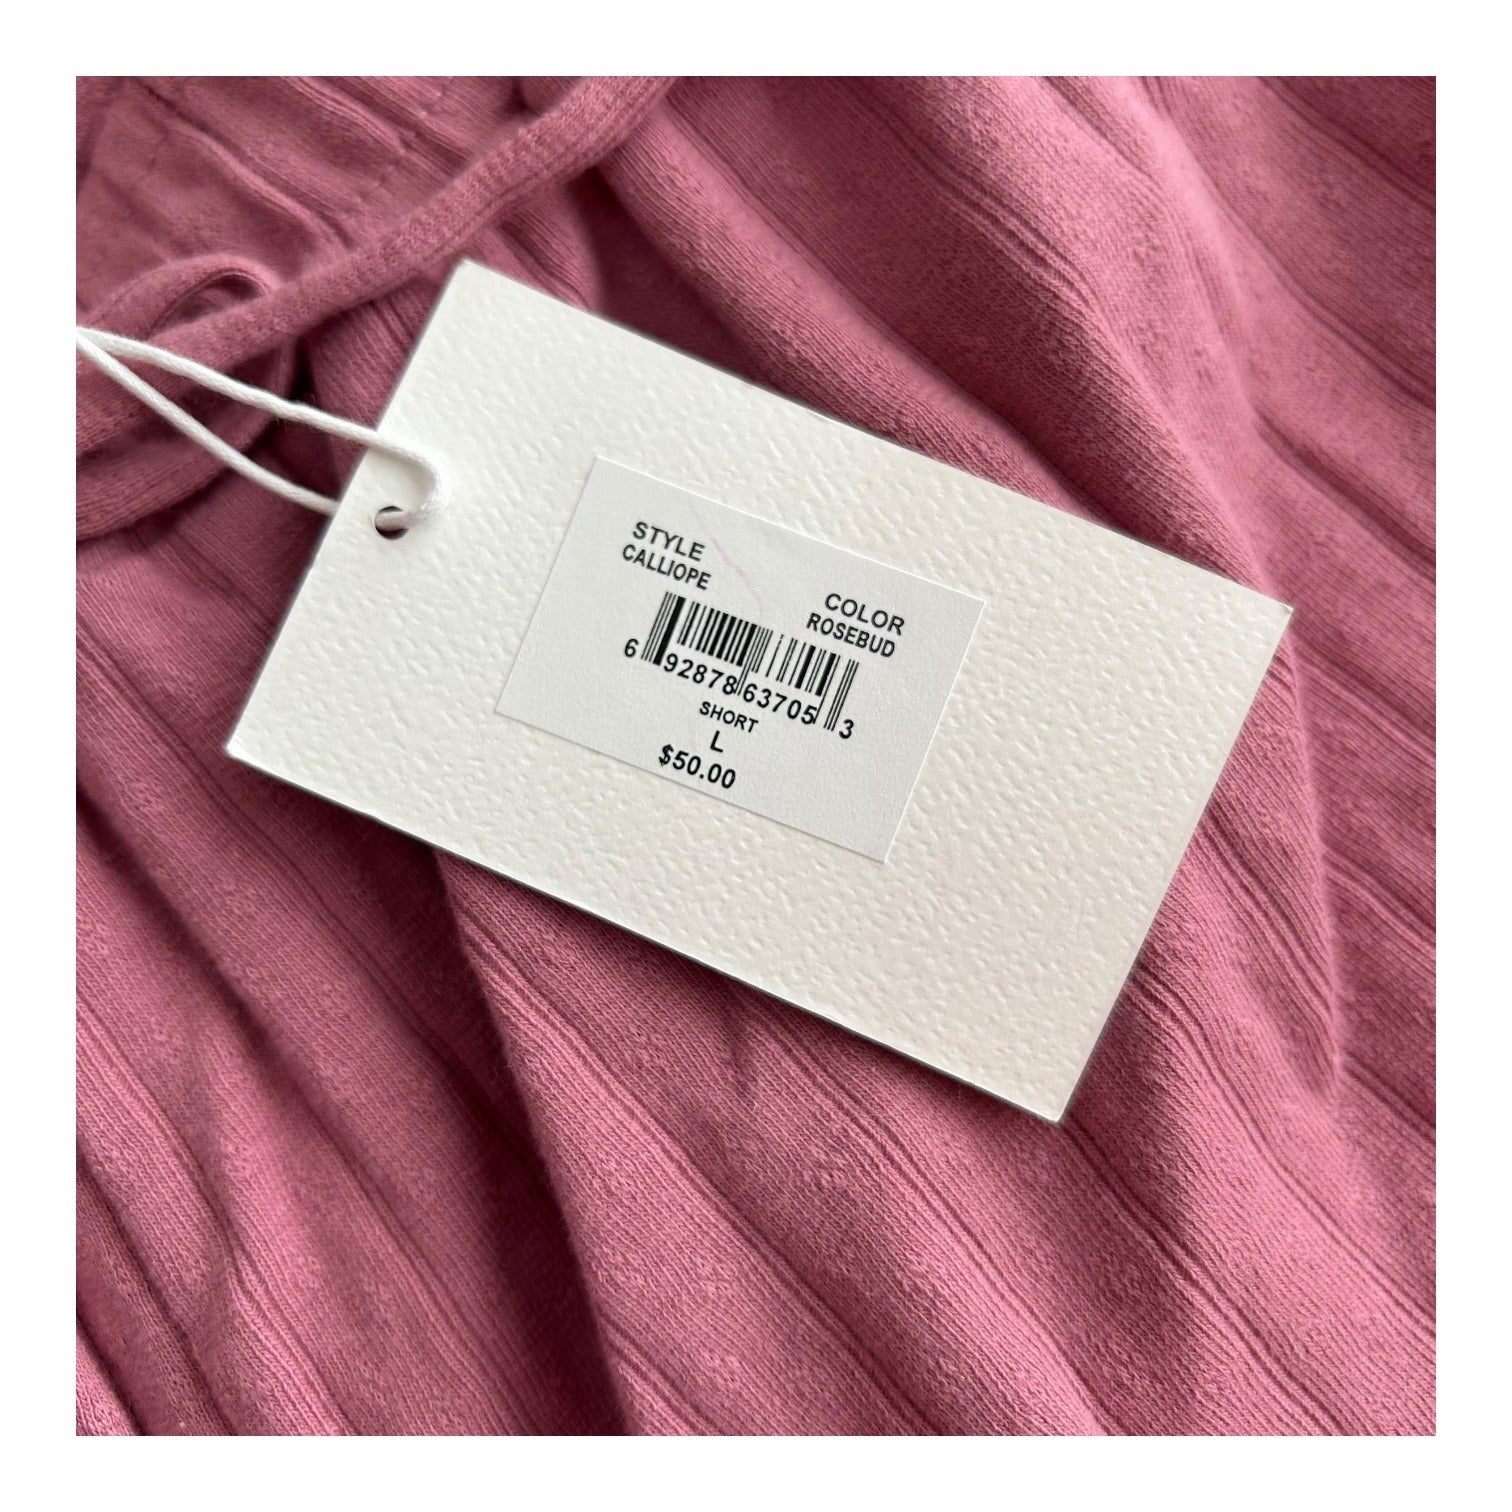 STYLE
CALLIOPE
COLOR
ROSEBUD
6 92878 63705 3
SHORT
L
$50.00